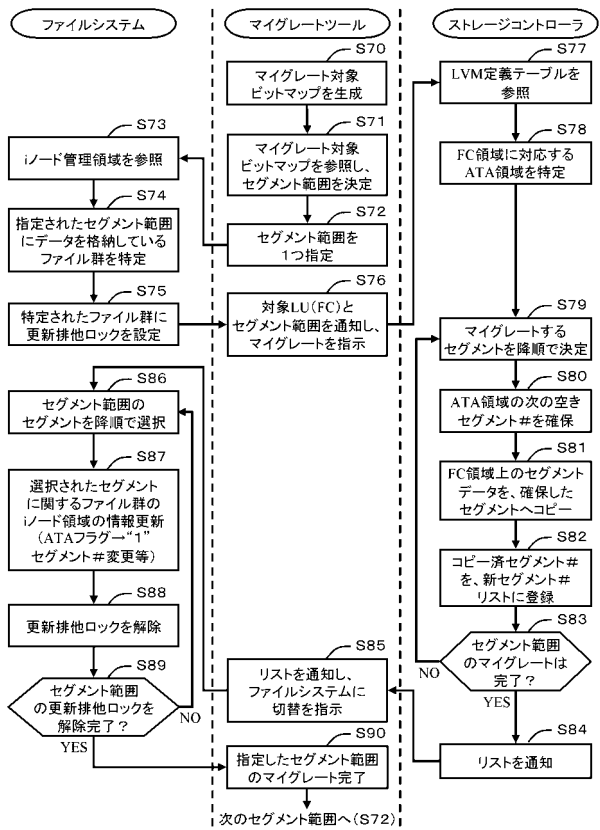 ファイルシステム
マイグレートツール
ストレージコントローラ
S70
マイグレート対象
ビットマップを生成
S71
マイグレート対象
ビットマップを参照し、
セグメント範囲を決定
S72
セグメント範囲を
1つ指定
S73
iノード管理領域を参照
S74
指定されたセグメント範囲
にデータを格納している
ファイル群を特定
S75
特定されたファイル群に
更新排他ロックを設定
S76
対象LU(FC)と
セグメント範囲を通知し、
マイグレートを指示
S77
LVM定義テーブルを
参照
S78
FC領域に対応する
ATA領域を特定
S79
マイグレートする
セグメントを降順で決定
S80
ATA領域の次の空き
セグメント#を確保
S81
FC領域上のセグメント
データを、確保した
セグメントへコピー
S82
コピー済セグメント#
を、新セグメント#
リストに登録
S83
セグメント範囲
のマイグレートは
完了?
NO
YES
S84
リストを通知
S85
リストを通知し、
ファイルシステムに
切替を指示
S86
セグメント範囲の
セグメントを降順で選択
S87
選択されたセグメント
に関するファイル群の
iノード領域の情報更新
(ATAフラグ→“1”
セグメント#変更等)
S88
更新排他ロックを解除
S89
セグメント範囲
の更新排他ロックを
解除完了?
NO
YES
S90
指定したセグメント範囲
のマイグレート完了
次のセグメント範囲へ(S72)